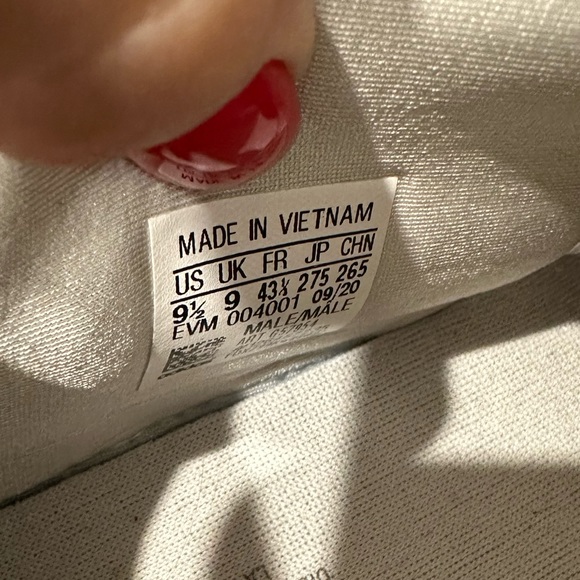 MADE IN VIETNAM
US UK FR JP CHN
9½ 9 43⅓ 275 265
EVM 004001 09/20
MALE/MÂLE